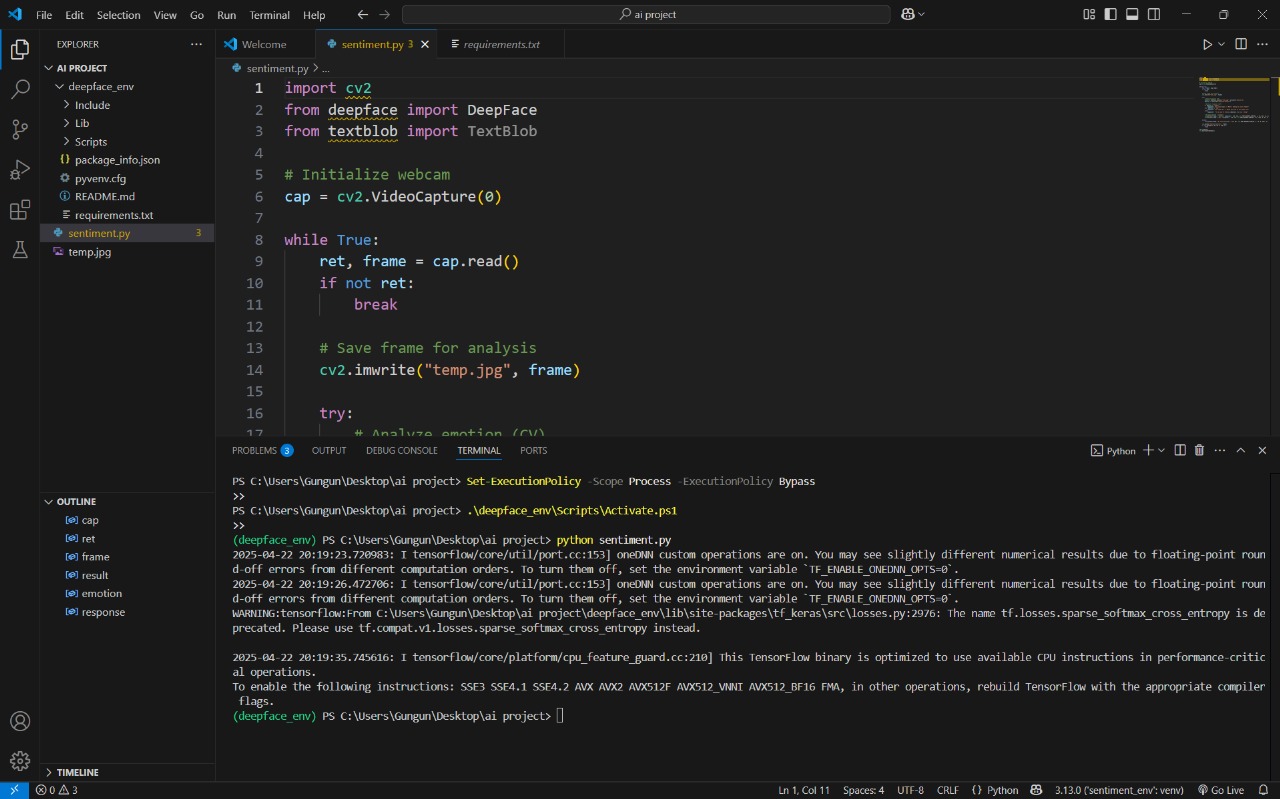 File Edit Selection View Go Run Terminal Help
ai project
EXPLORER
AI PROJECT
deepface_env
Include
Lib
Scripts
package_info.json
pyvenv.cfg
README.md
requirements.txt
sentiment.py 3
temp.jpg
OUTLINE
cap
ret
frame
result
emotion
response
TIMELINE
Welcome
sentiment.py 3
requirements.txt
sentiment.py > ...
1 import cv2
2 from deepface import DeepFace
3 from textblob import TextBlob
4
5 # Initialize webcam
6 cap = cv2.VideoCapture(0)
7
8 while True:
9 ret, frame = cap.read()
10 if not ret:
11 break
12
13 # Save frame for analysis
14 cv2.imwrite("temp.jpg", frame)
15
16 try:
17 # Analyze emotion (CV)
PROBLEMS 3 OUTPUT DEBUG CONSOLE TERMINAL PORTS
Python
PS C:\Users\Gungun\Desktop\ai project> Set-ExecutionPolicy -Scope Process -ExecutionPolicy Bypass
>>
PS C:\Users\Gungun\Desktop\ai project> .\deepface_env\Scripts\Activate.ps1
>>
(deepface_env) PS C:\Users\Gungun\Desktop\ai project> python sentiment.py
2025-04-22 20:19:23.720983: I tensorflow/core/util/port.cc:153] oneDNN custom operations are on. You may see slightly different numerical results due to floating-point roun
d-off errors from different computation orders. To turn them off, set the environment variable `TF_ENABLE_ONEDNN_OPTS=0`.
2025-04-22 20:19:26.472706: I tensorflow/core/util/port.cc:153] oneDNN custom operations are on. You may see slightly different numerical results due to floating-point roun
d-off errors from different computation orders. To turn them off, set the environment variable `TF_ENABLE_ONEDNN_OPTS=0`.
WARNING:tensorflow:From C:\Users\Gungun\Desktop\ai project\deepface_env\lib\site-packages\tf_keras\src\losses.py:2976: The name tf.losses.sparse_softmax_cross_entropy is de
precated. Please use tf.compat.v1.losses.sparse_softmax_cross_entropy instead.
2025-04-22 20:19:35.745616: I tensorflow/core/platform/cpu_feature_guard.cc:210] This TensorFlow binary is optimized to use available CPU instructions in performance-critic
al operations.
To enable the following instructions: SSE3 SSE4.1 SSE4.2 AVX AVX2 AVX512F AVX512_VNNI AVX512_BF16 FMA, in other operations, rebuild TensorFlow with the appropriate compiler
flags.
(deepface_env) PS C:\Users\Gungun\Desktop\ai project>
0 3
Ln 1, Col 11 Spaces: 4 UTF-8 CRLF {} Python 3.13.0 ('sentiment_env': venv) Go Live